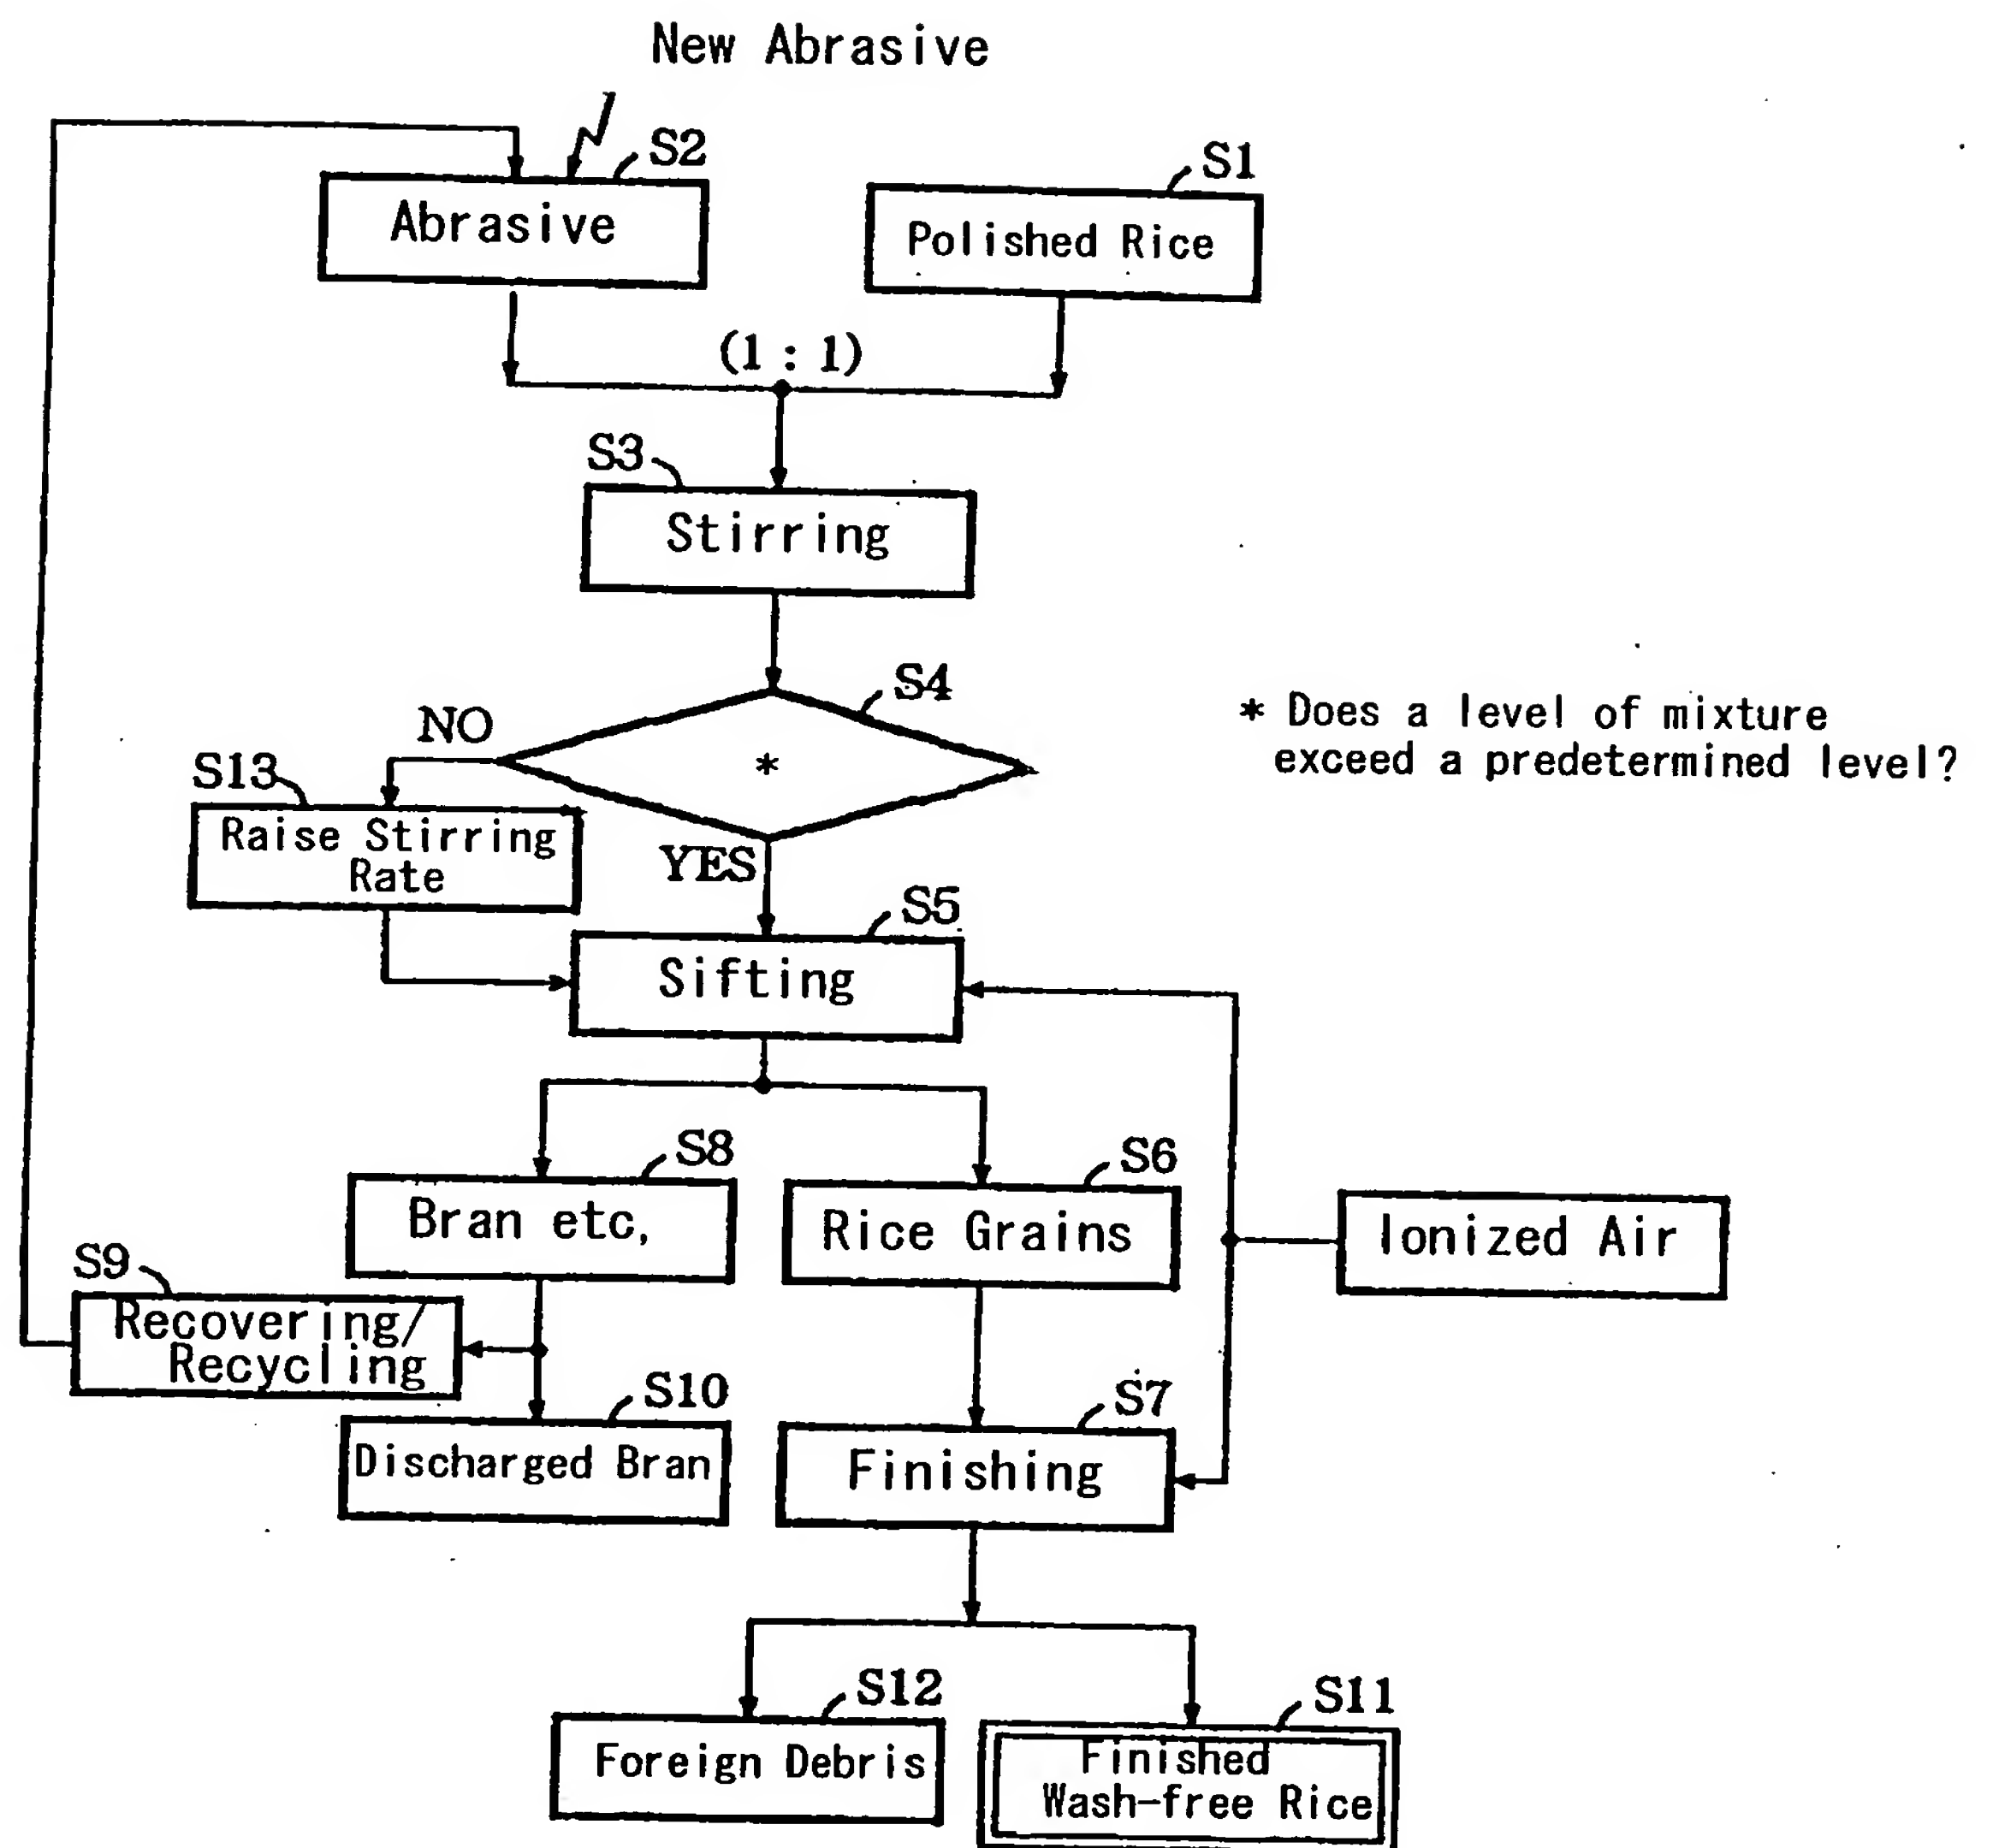 New Abrasive
S2
S1
Abrasive
Polished Rice
(1 : 1)
S3
Stirring
S4
NO
*
* Does a level of mixture
exceed a predetermined level?
S13
Raise Stirring
Rate
YES
S5
Sifting
S8
S6
Bran etc,
Rice Grains
Ionized Air
S9
Recovering/
Recycling
S10
S7
Discharged Bran
Finishing
S12
S11
Foreign Debris
Finished
Wash-free Rice